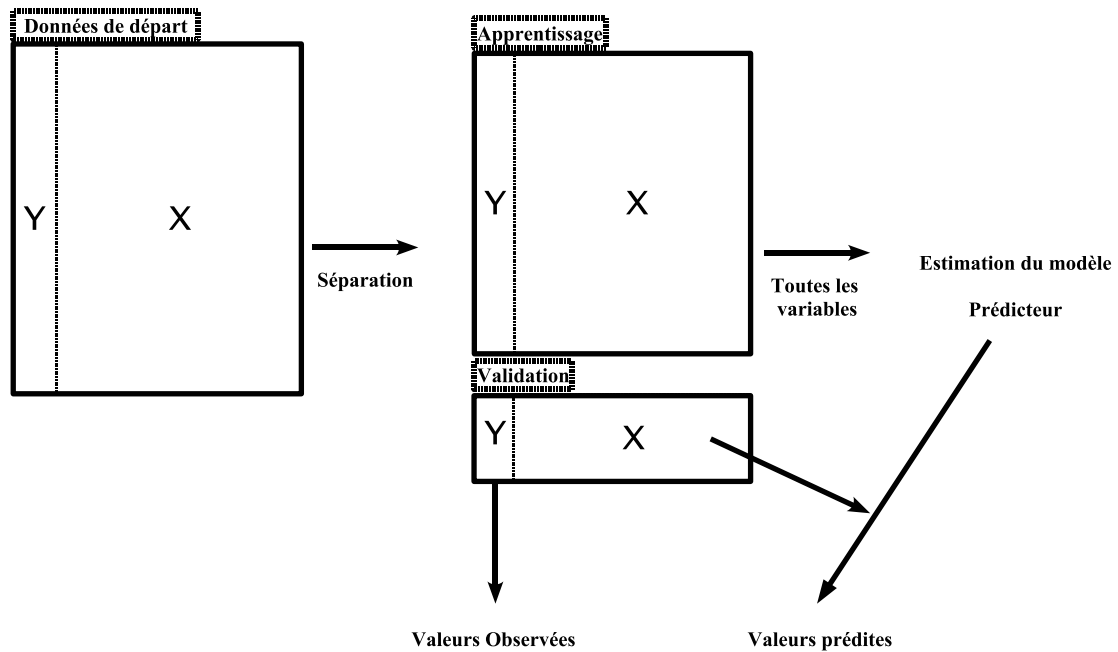 Données de départ
Y
X
Séparation
Apprentissage
Y
X
Validation
Y
X
Toutes les
variables
Estimation du modèle
Prédicteur
Valeurs Observées
Valeurs prédites